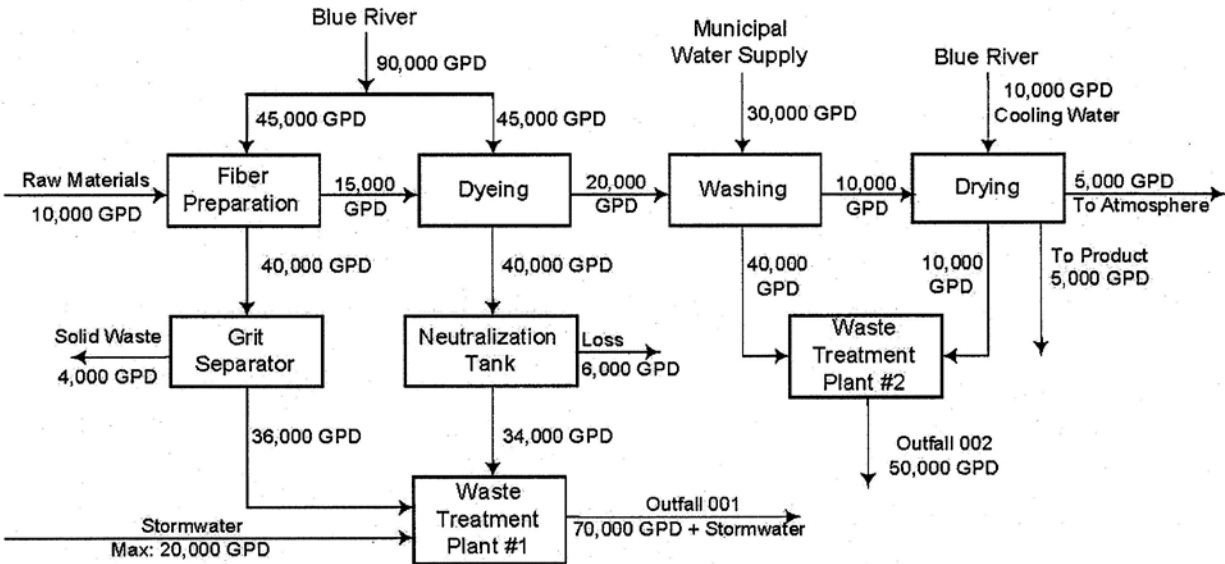 Blue River
90,000 GPD
45,000 GPD
45,000 GPD
Municipal
Water Supply
30,000 GPD
Blue River
10,000 GPD
Cooling Water
Raw Materials
10,000 GPD
Fiber
Preparation
15,000
GPD
Dyeing
20,000
GPD
Washing
10,000
GPD
Drying
5,000 GPD
To Atmosphere
40,000 GPD
40,000 GPD
40,000
GPD
10,000
GPD
To Product
5,000 GPD
Solid Waste
4,000 GPD
Grit
Separator
Neutralization
Tank
Loss
6,000 GPD
Waste
Treatment
Plant #2
36,000 GPD
34,000 GPD
Outfall 002
50,000 GPD
Stormwater
Max: 20,000 GPD
Waste
Treatment
Plant #1
Outfall 001
70,000 GPD + Stormwater